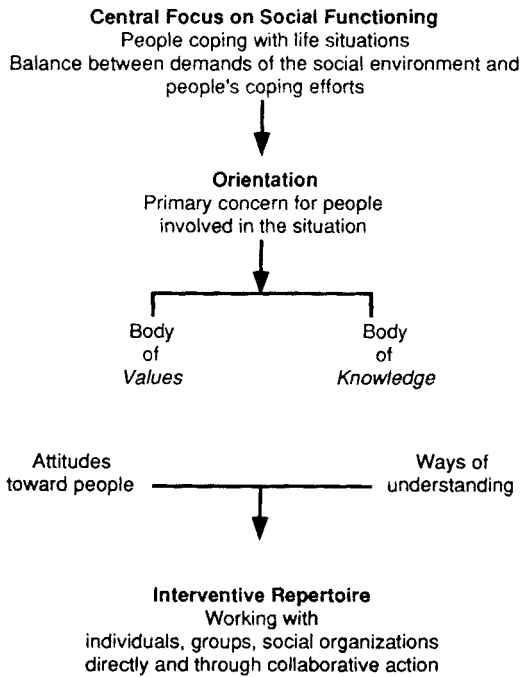 Central Focus on Social Functioning
People coping with life situations
Balance between demands of the social environment and
people's coping efforts
Orientation
Primary concern for people
involved in the situation
Body
of
Values
Body
of
Knowledge
Attitudes
toward people
Ways of
understanding
Interventive Repertoire
Working with
individuals, groups, social organizations
directly and through collaborative action